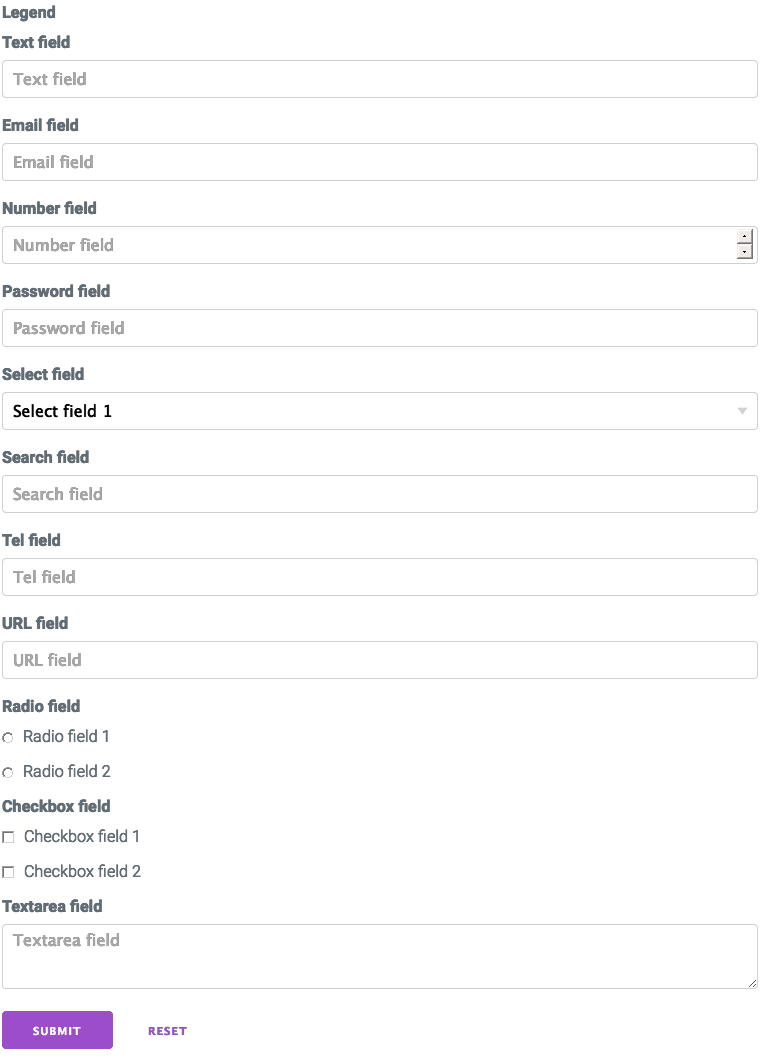 Legend
Text field
Text field
Email field
Email field
Number field
Number field
Password field
Password field
Select field
Select field 1
Search field
Search field
Tel field
Tel field
URL field
URL field
Radio field
Radio field 1
Radio field 2
Checkbox field
Checkbox field 1
Checkbox field 2
Textarea field
Textarea field
SUBMIT RESET